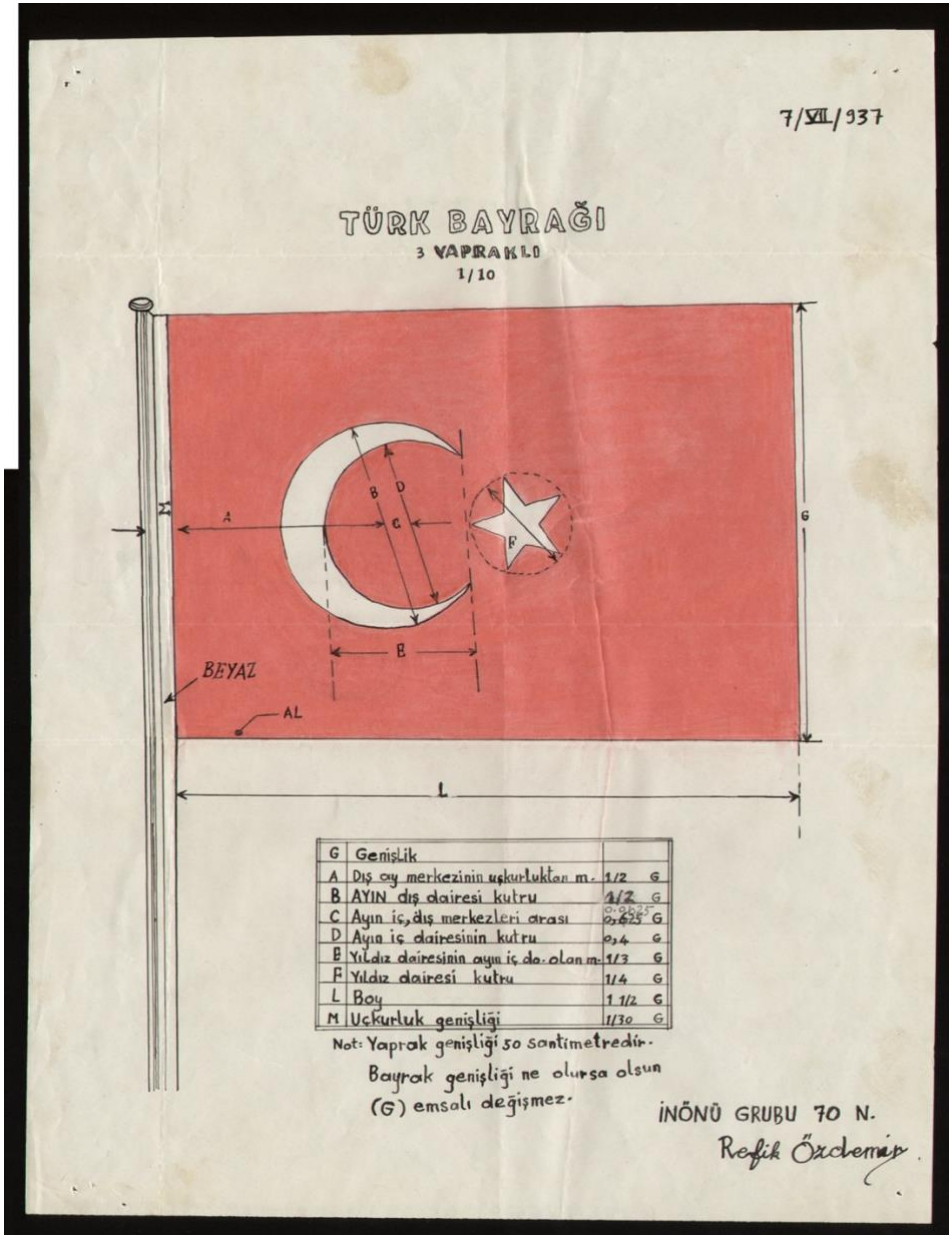 7/VII/937
TÜRK BAYRAĞI
3 YAPRAKLI
1/10
A
B
D
C
F
G
M
E
BEYAZ
AL
L
G Genişlik
A Dış ay merkezinin uçkurluktan m. 1/2 G
B AYIN dış dairesi kutru 1/2 G
0.0625
C Ayın iç,dış merkezleri arası 0,625 G
D Ayın iç dairesinin kutru 0,4 G
E Yıldız dairesinin ayın iç da. olan m. 1/3 G
F Yıldız dairesi kutru 1/4 G
L Boy 1 1/2 G
M Uçkurluk genişliği 1/30 G
Not: Yaprak genişliği 50 santimetredir.
Bayrak genişliği ne olursa olsun
(G) emsalı değişmez.
İNÖNÜ GRUBU 70 N.
Refik Özdemir